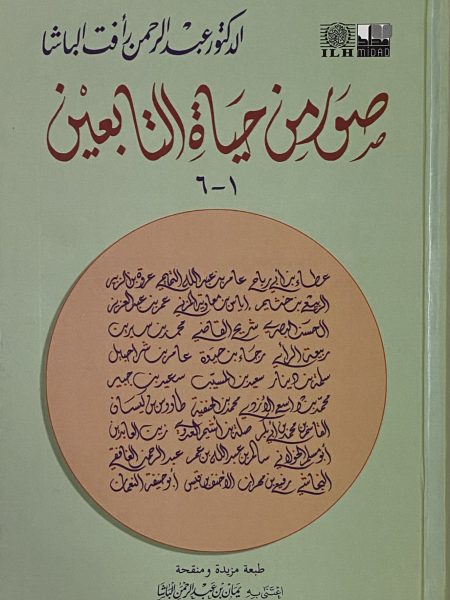 الدكتور عبد الرحمن رأفت الباشا
ILH MIDAD
صور من حياة التابعين
١-٦
عطاء بن أبي رباح عامر بن عبد الله التميمي عروة بن الزبير
الربيع بن خثيم إياس بن معاوية المزني عمر بن عبد العزيز
الحسن البصري شريح القاضي محمد بن سيرين
ربيعة الرأي رجاء بن حيوة عامر بن شراحبيل
سلمة بن دينار سعيد بن المسيب سعيد بن جبير
محمد بن واسع الأزدي محمد بن الحنفية طاووس بن كيسان
القاسم بن محمد بن أبي بكر صلة بن أشيم العدوي زين العابدين
أبو مسلم الخولاني سالم بن عبد الله بن عمر عبد الرحمن الغافقي
النجاشي رفيع بن مهران الأحنف بن قيس أبو حنيفة النعمان
طبعة مزيدة ومنقحة
اعتنى به يمان بن عبد الرحمن الباشا